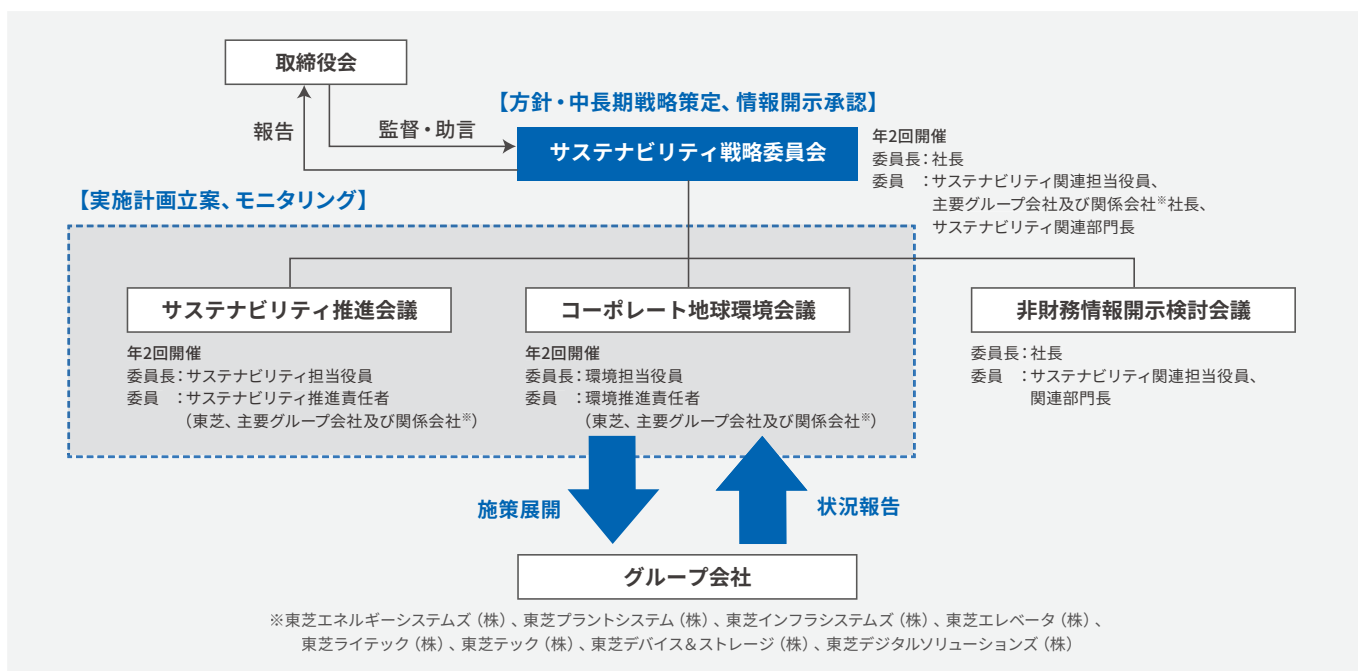 取締役会
【方針・中長期戦略策定、情報開示承認】
報告
監督・助言
サステナビリティ戦略委員会
年2回開催
委員長：社長
委員　：サステナビリティ関連担当役員、
主要グループ会社及び関係会社※社長、
サステナビリティ関連部門長
【実施計画立案、モニタリング】
サステナビリティ推進会議
年2回開催
委員長：サステナビリティ担当役員
委員　：サステナビリティ推進責任者
（東芝、主要グループ会社及び関係会社※）
コーポレート地球環境会議
年2回開催
委員長：環境担当役員
委員　：環境推進責任者
（東芝、主要グループ会社及び関係会社※）
非財務情報開示検討会議
委員長：社長
委員　：サステナビリティ関連担当役員、
関連部門長
施策展開
状況報告
グループ会社
※東芝エネルギーシステムズ（株）、東芝プラントシステム（株）、東芝インフラシステムズ（株）、東芝エレベータ（株）、
東芝ライテック（株）、東芝テック（株）、東芝デバイス＆ストレージ（株）、東芝デジタルソリューションズ（株）